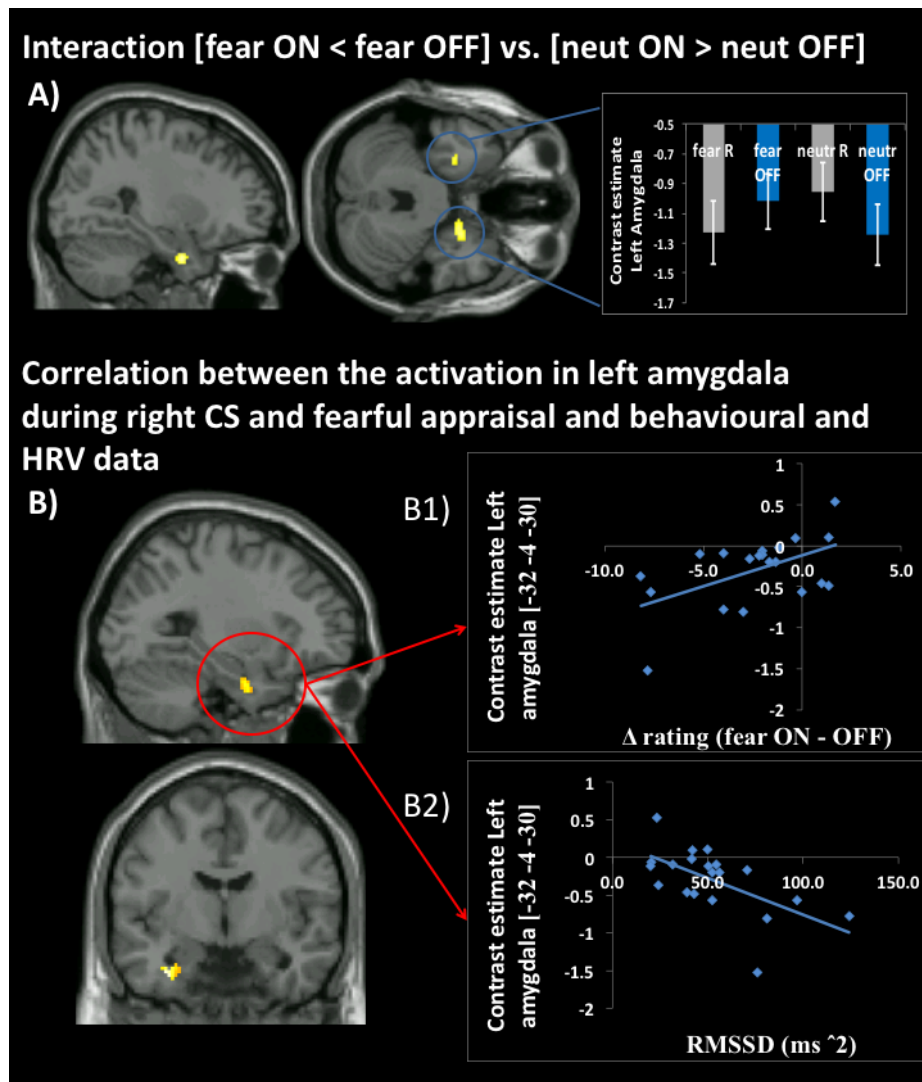 Interaction [fear ON < fear OFF] vs. [neut ON > neut OFF]
A)
Contrast estimate
Left Amygdala
-0.5
-0.7
-0.9
-1.1
-1.3
-1.5
-1.7
fear R
fear
OFF
neutr R
neutr
OFF
Correlation between the activation in left amygdala
during right CS and fearful appraisal and behavioural and
HRV data
B)
B1)
Contrast estimate Left
amygdala [-32 -4 -30]
1
0.5
0
-0.5
-1
-1.5
-2
-10.0
-5.0
0.0
5.0
Δ rating (fear ON - OFF)
B2)
Contrast estimate Left
amygdala [-32 -4 -30]
1
0.5
0
-0.5
-1
-1.5
-2
0.0
50.0
100.0
150.0
RMSSD (ms ^2)